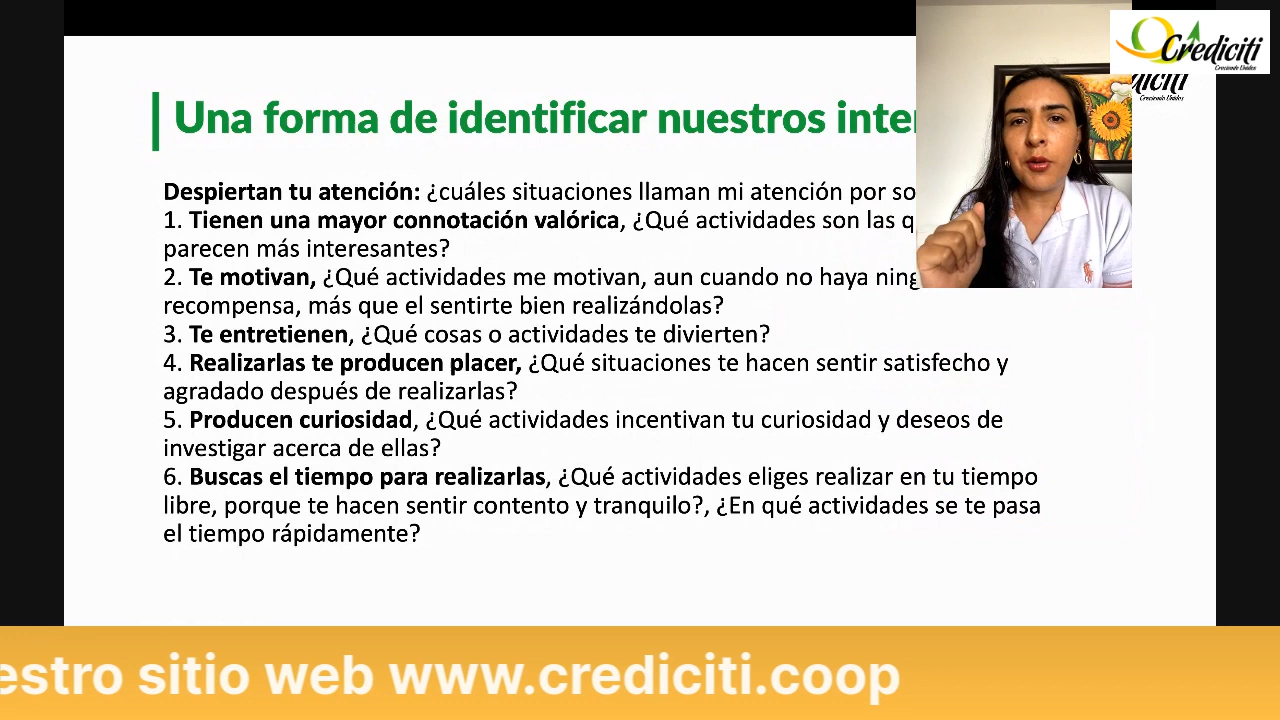 Crediciti
Creciendo Unidos
Creciendo Unidos
Una forma de identificar nuestros
Despiertan tu atención: ¿cuáles situaciones llaman mi atención por
1. Tienen una mayor connotación valórica, ¿Qué actividades son las
parecen más interesantes?
2. Te motivan, ¿Qué actividades me motivan, aun cuando no haya
recompensa, más que el sentirte bien realizándolas?
3. Te entretienen, ¿Qué cosas o actividades te divierten?
4. Realizarlas te producen placer, ¿Qué situaciones te hacen sentir satisfecho y
agradado después de realizarlas?
5. Producen curiosidad, ¿Qué actividades incentivan tu curiosidad y deseos de
investigar acerca de ellas?
6. Buscas el tiempo para realizarlas, ¿Qué actividades eliges realizar en tu tiempo
libre, porque te hacen sentir contento y tranquilo?, ¿En qué actividades se te pasa
el tiempo rápidamente?
estro sitio web www.crediciti.coop